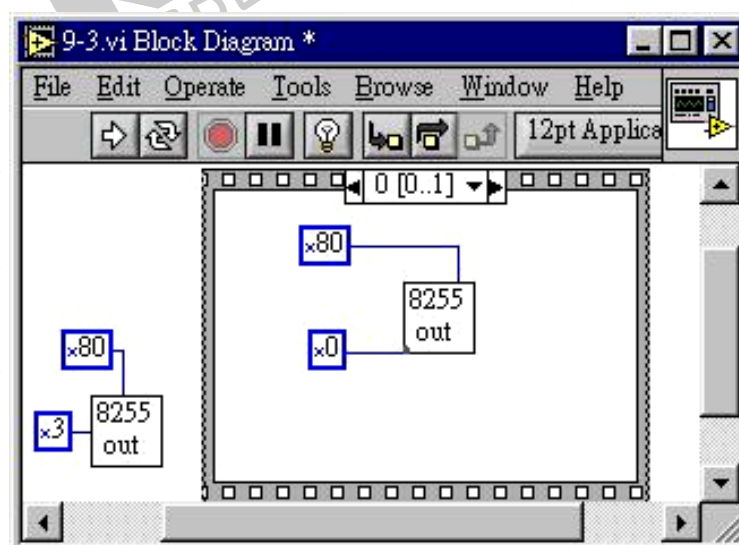 9-3.vi Block Diagram *
File Edit Operate Tools Browse Window Help
12pt Applica
0 [0..1]
x80
8255
out
x0
x80
8255
out
x3